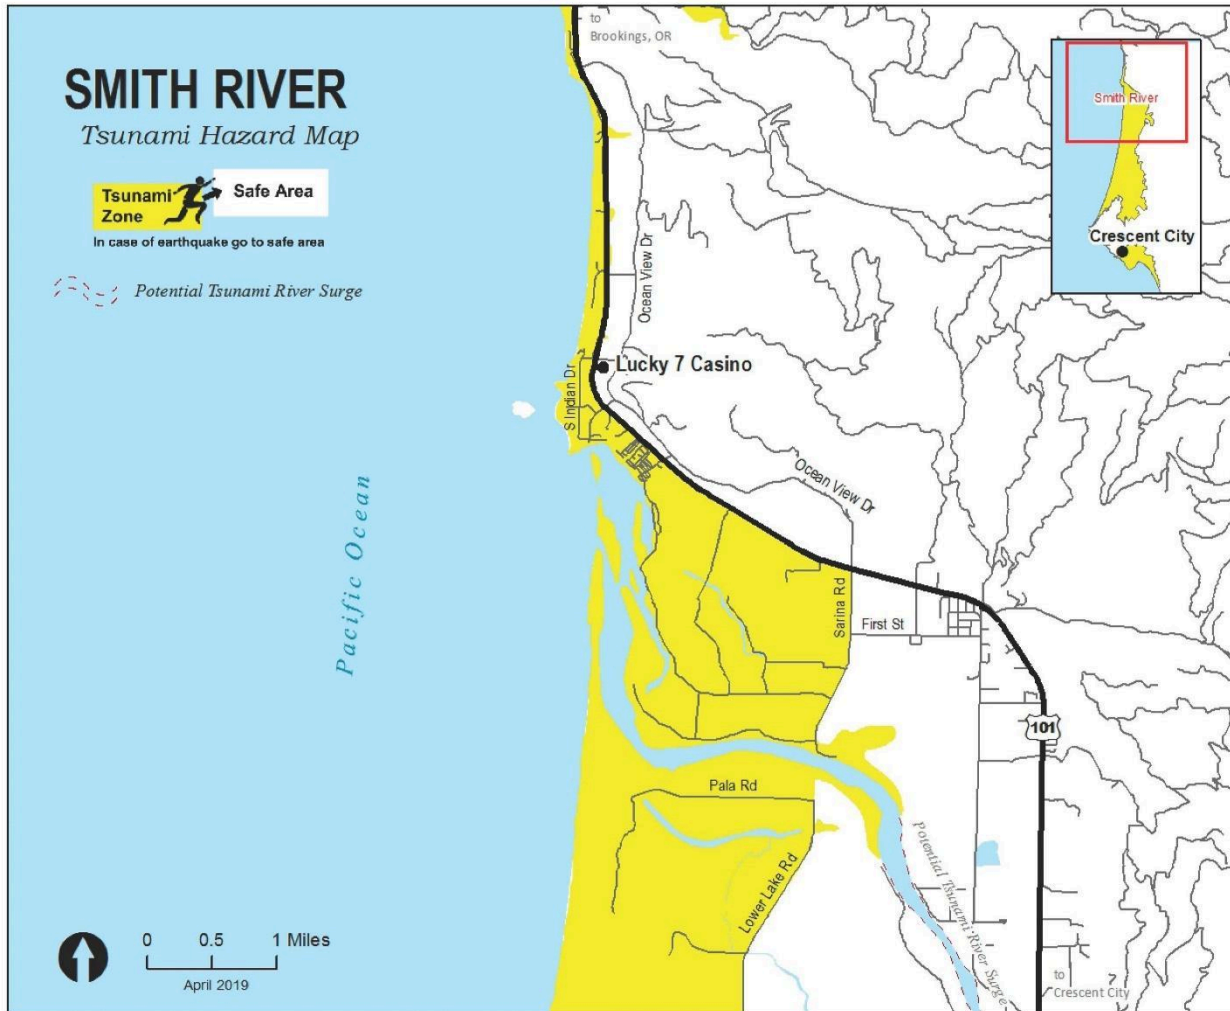 SMITH RIVER
Tsunami Hazard Map
Tsunami
Zone
Safe Area
In case of earthquake go to safe area
Potential Tsunami River Surge
to
Brookings, OR
Smith River
Crescent City
Ocean View Dr
Lucky 7 Casino
S Indian Dr
Ocean View Dr
Pacific Ocean
Sarina Rd
First St
101
Pala Rd
Lower Lake Rd
Potential Tsunami River Surge
to
Crescent City
0 0.5 1 Miles
April 2019